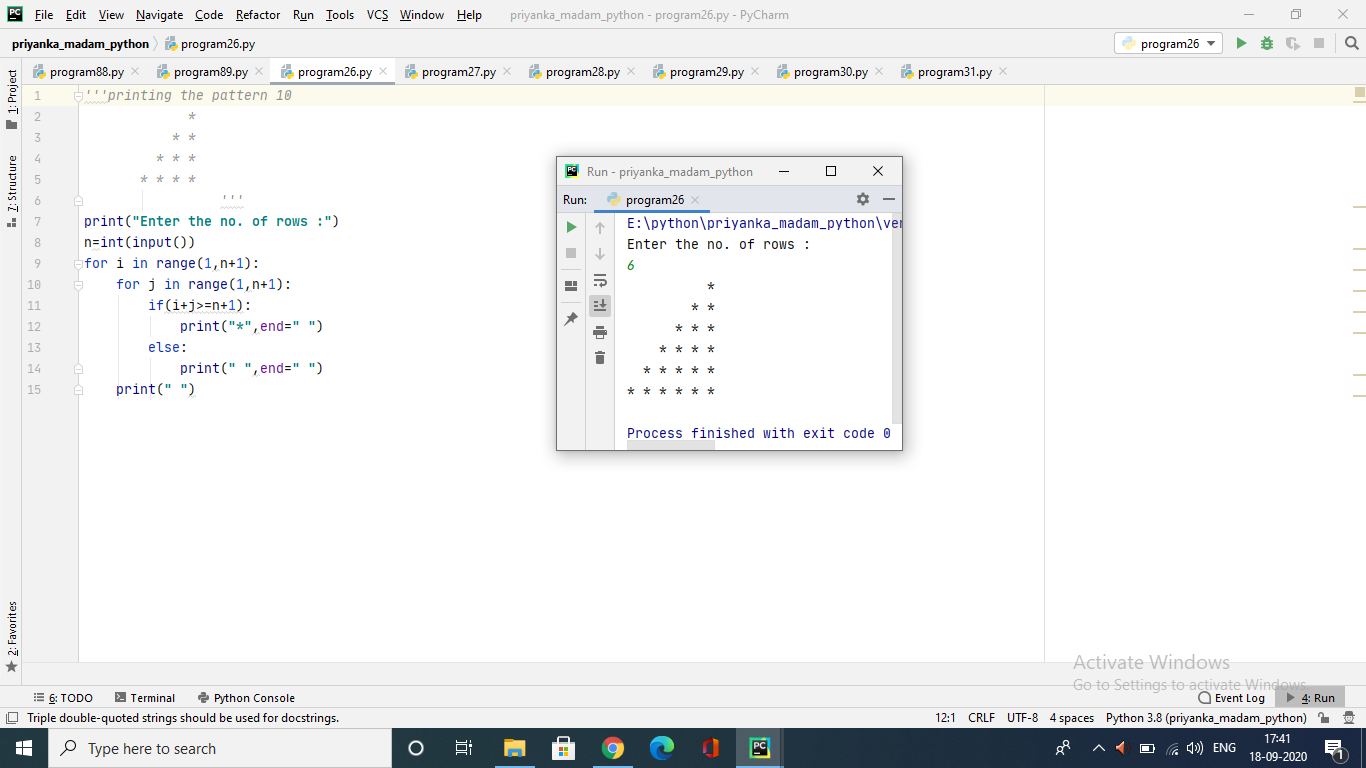 File Edit View Navigate Code Refactor Run Tools VCS Window Help priyanka_madam_python - program26.py - PyCharm
priyanka_madam_python program26.py program26
program88.py program89.py program26.py program27.py program28.py program29.py program30.py program31.py
1: Project
7: Structure
2: Favorites
1 '''printing the pattern 10
2 *
3 * *
4 * * *
5 * * * *
6 '''
7 print("Enter the no. of rows :")
8 n=int(input())
9 for i in range(1,n+1):
10 for j in range(1,n+1):
11 if(i+j>=n+1):
12 print("*",end=" ")
13 else:
14 print(" ",end=" ")
15 print(" ")
Run - priyanka_madam_python
Run: program26
E:\python\priyanka_madam_python\ver
Enter the no. of rows :
6
*
* *
* * *
* * * *
* * * * *
* * * * * *
Process finished with exit code 0
Activate Windows
Go to Settings to activate Windows.
6: TODO Terminal Python Console Event Log 4: Run
Triple double-quoted strings should be used for docstrings. 12:1 CRLF UTF-8 4 spaces Python 3.8 (priyanka_madam_python)
Type here to search ENG 17:41
18-09-2020 1